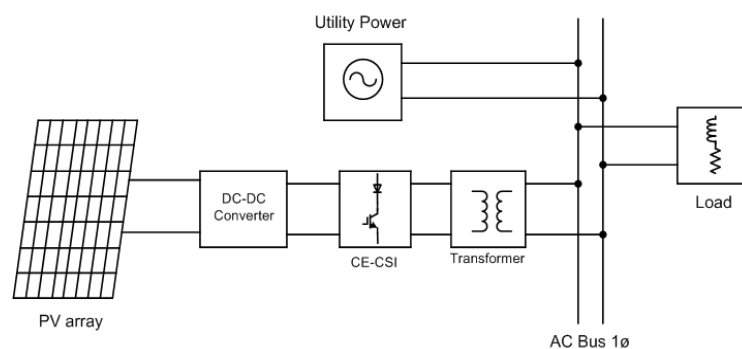 Utility Power
DC-DC
Converter
CE-CSI
Transformer
Load
PV array
AC Bus 1ø